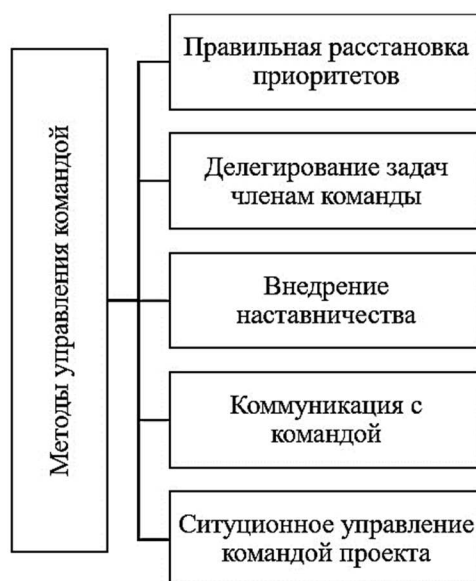 Методы управления командой
Правильная расстановка
приоритетов
Делегирование задач
членам команды
Внедрение
наставничества
Коммуникация с
командой
Ситуционное управление
командой проекта